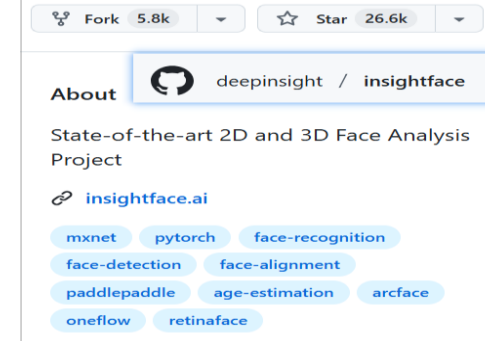 Fork 5.8k Star 26.6k
deepinsight / insightface
About
State-of-the-art 2D and 3D Face Analysis
Project
insightface.ai
mxnet pytorch face-recognition
face-detection face-alignment
paddlepaddle age-estimation arcface
oneflow retinaface